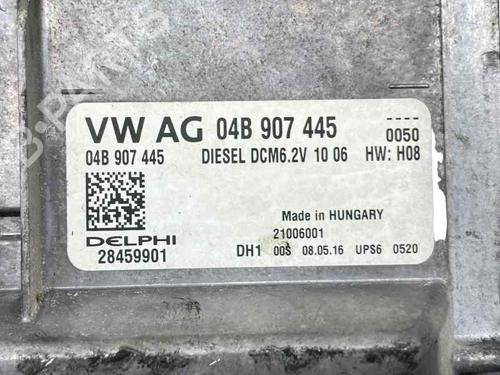 VW AG 04B 907 445
----
0050
04B 907 445 DIESEL DCM6.2V 10 06 HW: H08
Made in HUNGARY
21006001
DELPHI
28459901
DH1 00S 08.05.16 UPS6 0520
B-PARTS